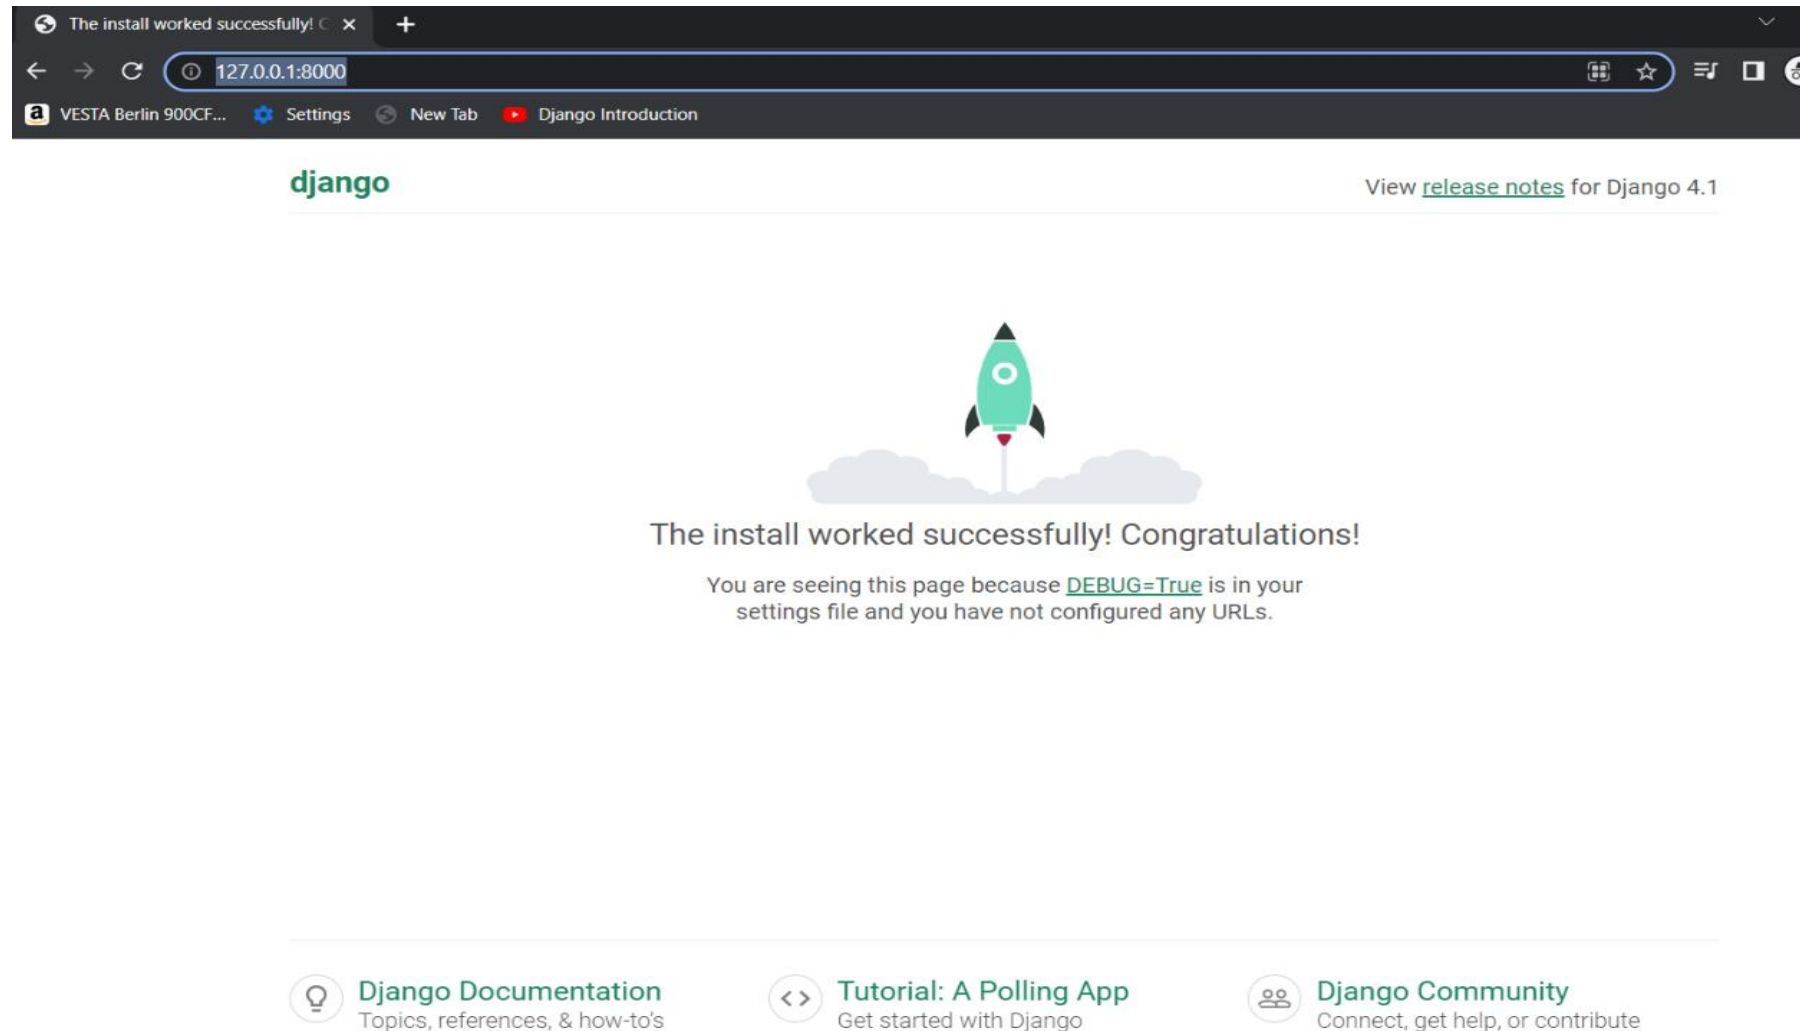 The install worked successfully! C
127.0.0.1:8000
VESTA Berlin 900CF... Settings New Tab Django Introduction
django
View release notes for Django 4.1
The install worked successfully! Congratulations!
You are seeing this page because DEBUG=True is in your
settings file and you have not configured any URLs.
Django Documentation
Topics, references, & how-to's
Tutorial: A Polling App
Get started with Django
Django Community
Connect, get help, or contribute